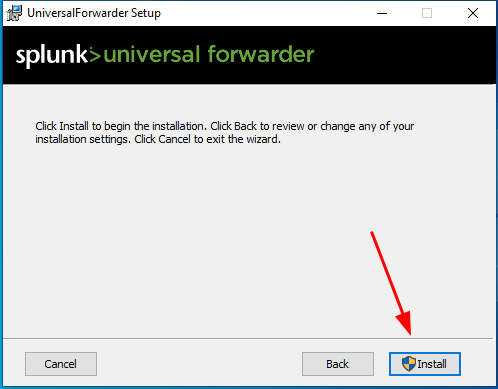 UniversalForwarder Setup
splunk> universal forwarder
Click Install to begin the installation. Click Back to review or change any of your
installation settings. Click Cancel to exit the wizard.
Cancel
Back
Install